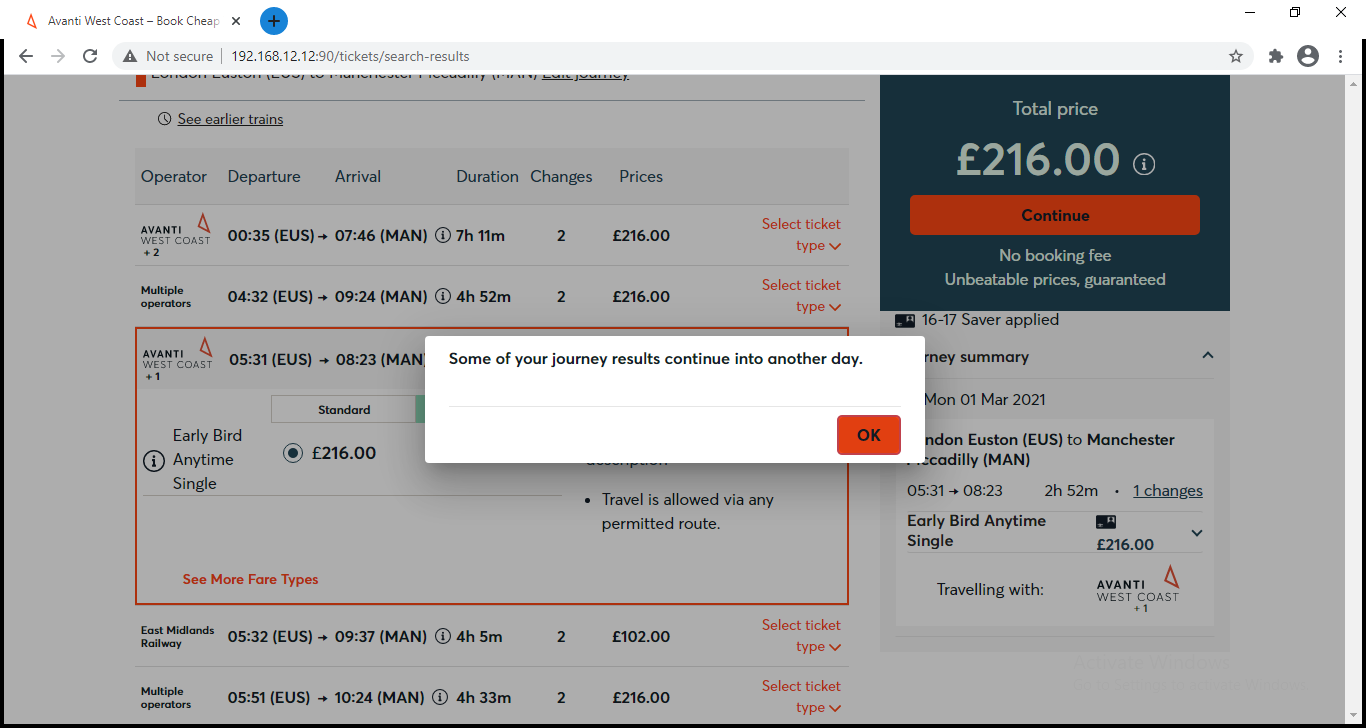 Avanti West Coast – Book Cheap
Not secure 192.168.12.12:90/tickets/search-results
London Euston (EUS) to Manchester Piccadilly (MAN) Edit journey
See earlier trains
Operator Departure Arrival Duration Changes Prices
AVANTI
WEST COAST
+ 2
00:35 (EUS) → 07:46 (MAN) 7h 11m 2 £216.00
Select ticket
type
Multiple
operators
04:32 (EUS) → 09:24 (MAN) 4h 52m 2 £216.00
Select ticket
type
AVANTI
WEST COAST
+ 1
05:31 (EUS) → 08:23 (MAN)
Standard
Early Bird
Anytime
Single
£216.00
description
• Travel is allowed via any
permitted route.
See More Fare Types
East Midlands
Railway
05:32 (EUS) → 09:37 (MAN) 4h 5m 2 £102.00
Select ticket
type
Multiple
operators
05:51 (EUS) → 10:24 (MAN) 4h 33m 2 £216.00
Select ticket
type
Some of your journey results continue into another day.
OK
Total price
£216.00
Continue
No booking fee
Unbeatable prices, guaranteed
16-17 Saver applied
rney summary
Mon 01 Mar 2021
ndon Euston (EUS) to Manchester
Piccadilly (MAN)
05:31 → 08:23 2h 52m • 1 changes
Early Bird Anytime
Single
£216.00
Travelling with:
AVANTI
WEST COAST
+ 1
Activate Windows